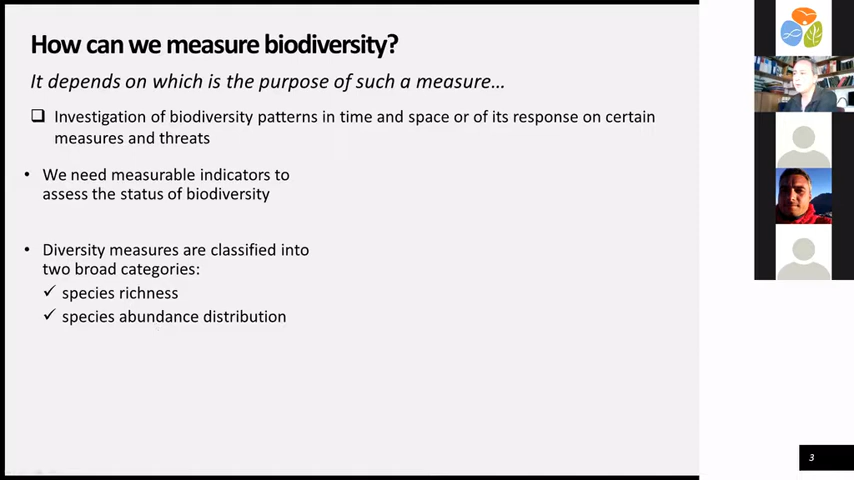 How can we measure biodiversity?
It depends on which is the purpose of such a measure...
Investigation of biodiversity patterns in time and space or of its response on certain
measures and threats
• We need measurable indicators to
assess the status of biodiversity
• Diversity measures are classified into
two broad categories:
✓ species richness
✓ species abundance distribution
3